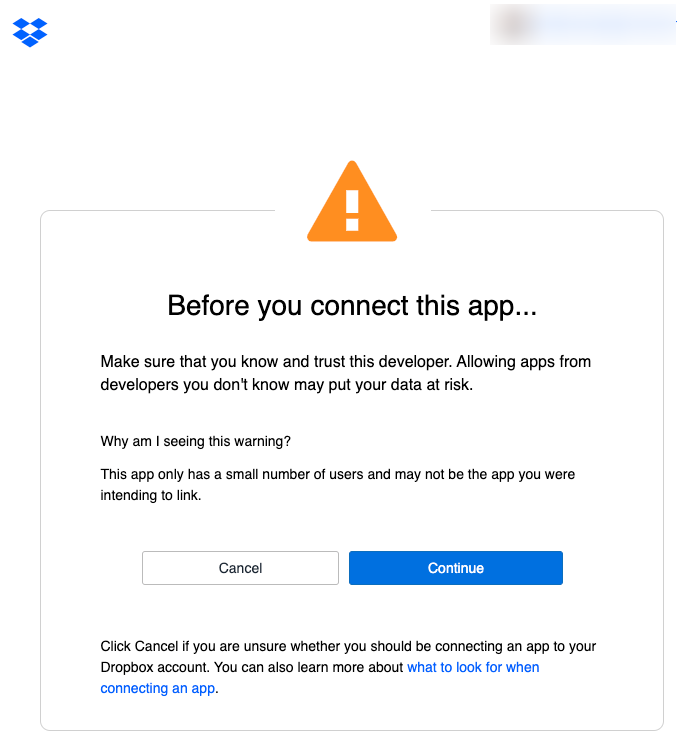 Before you connect this app...
Make sure that you know and trust this developer. Allowing apps from
developers you don't know may put your data at risk.
Why am I seeing this warning?
This app only has a small number of users and may not be the app you were
intending to link.
Cancel
Continue
Click Cancel if you are unsure whether you should be connecting an app to your
Dropbox account. You can also learn more about what to look for when
connecting an app.